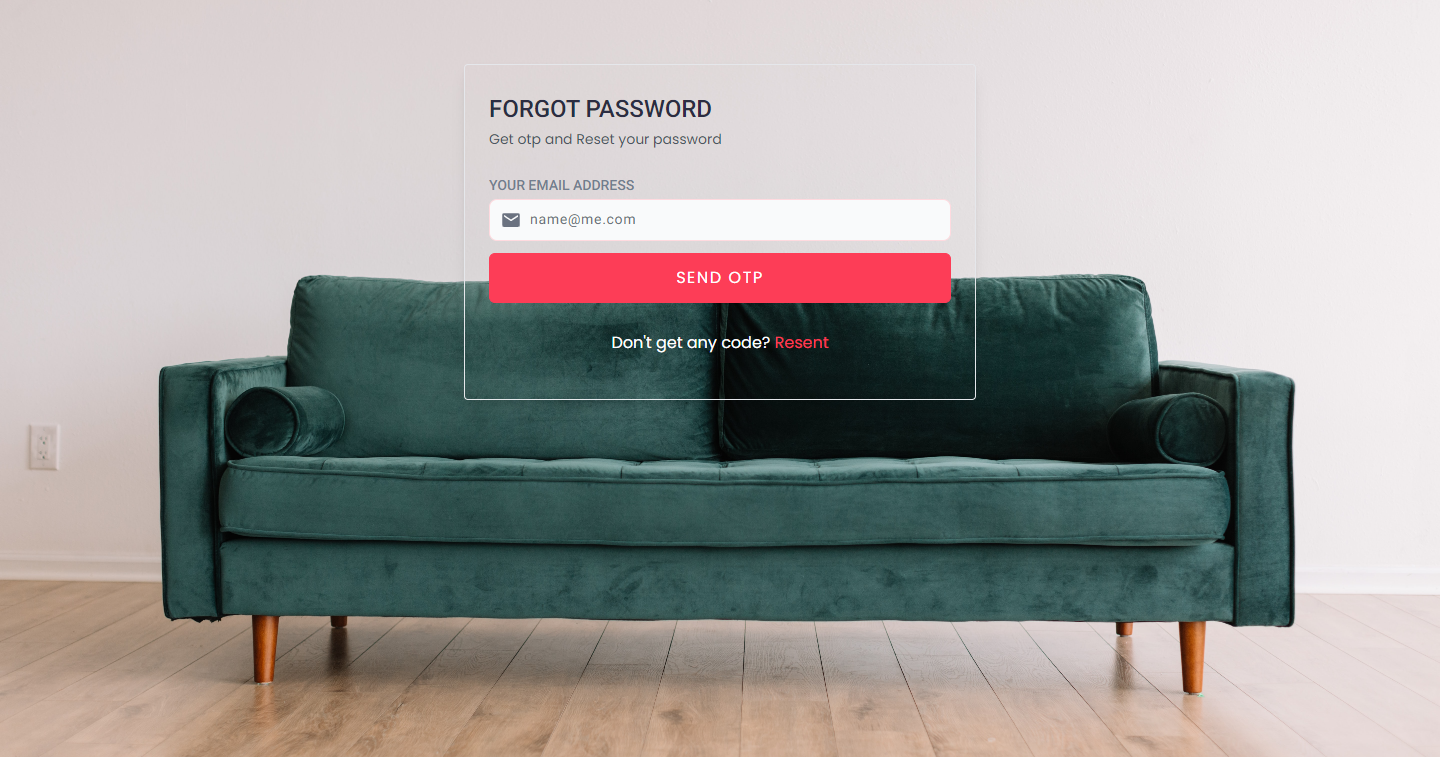 FORGOT PASSWORD
Get otp and Reset your password
YOUR EMAIL ADDRESS
name@me.com
SEND OTP
Don't get any code? Resent